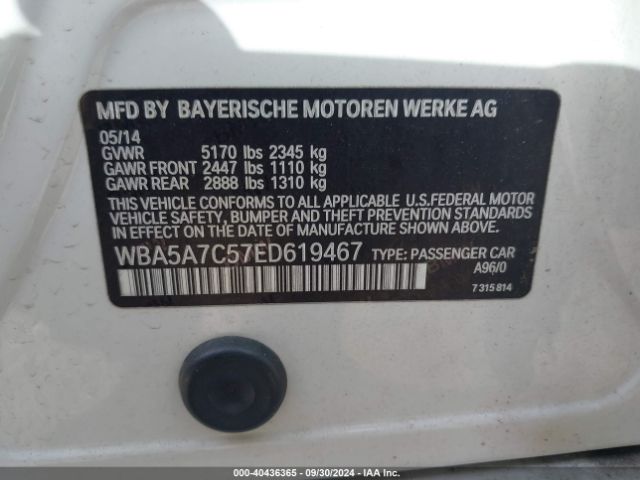 MFD BY BAYERISCHE MOTOREN WERKE AG
05/14
GVWR 5170 lbs 2345 kg
GAWR FRONT 2447 lbs 1110 kg
GAWR REAR 2888 lbs 1310 kg
THIS VEHICLE CONFORMS TO ALL APPLICABLE U.S.FEDERAL MOTOR
VEHICLE SAFETY, BUMPER AND THEFT PREVENTION STANDARDS
IN EFFECT ON THE DATE OF MANUFACTURE SHOWN ABOVE.
WBA5A7C57ED619467 TYPE: PASSENGER CAR
A96/0
7 315 814
000-40436365 - 09/30/2024 - IAA Inc.